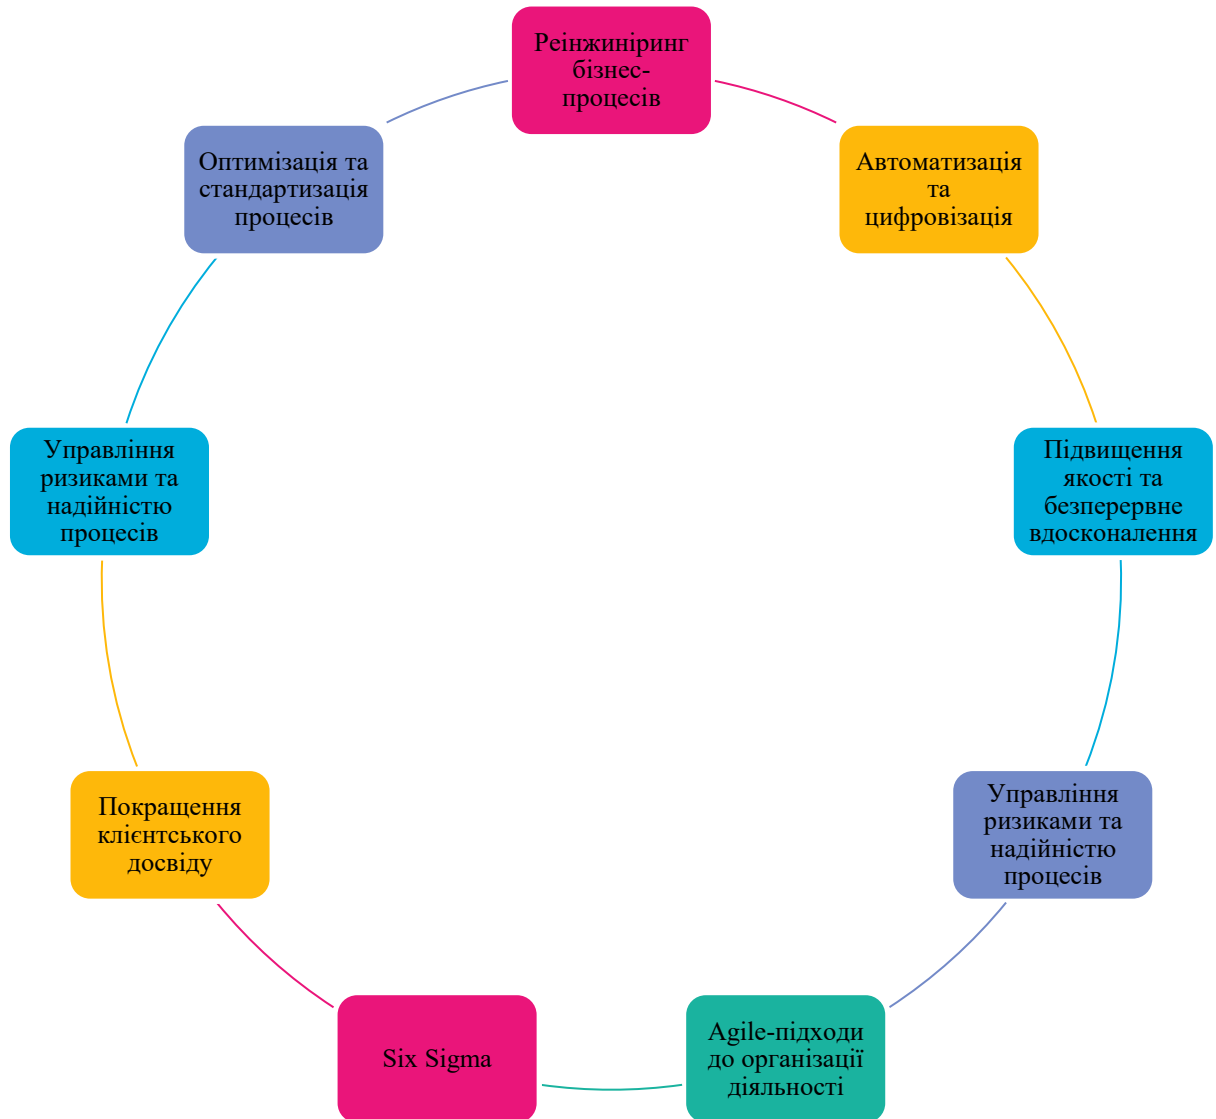 Реінжиніринг
бізнес-
процесів
Автоматизація
та
цифровізація
Підвищення
якості та
безперервне
вдосконалення
Управління
ризиками та
надійністю
процесів
Agile-підходи
до організації
діяльності
Six Sigma
Покращення
клієнтського
досвіду
Управління
ризиками та
надійністю
процесів
Оптимізація та
стандартизація
процесів